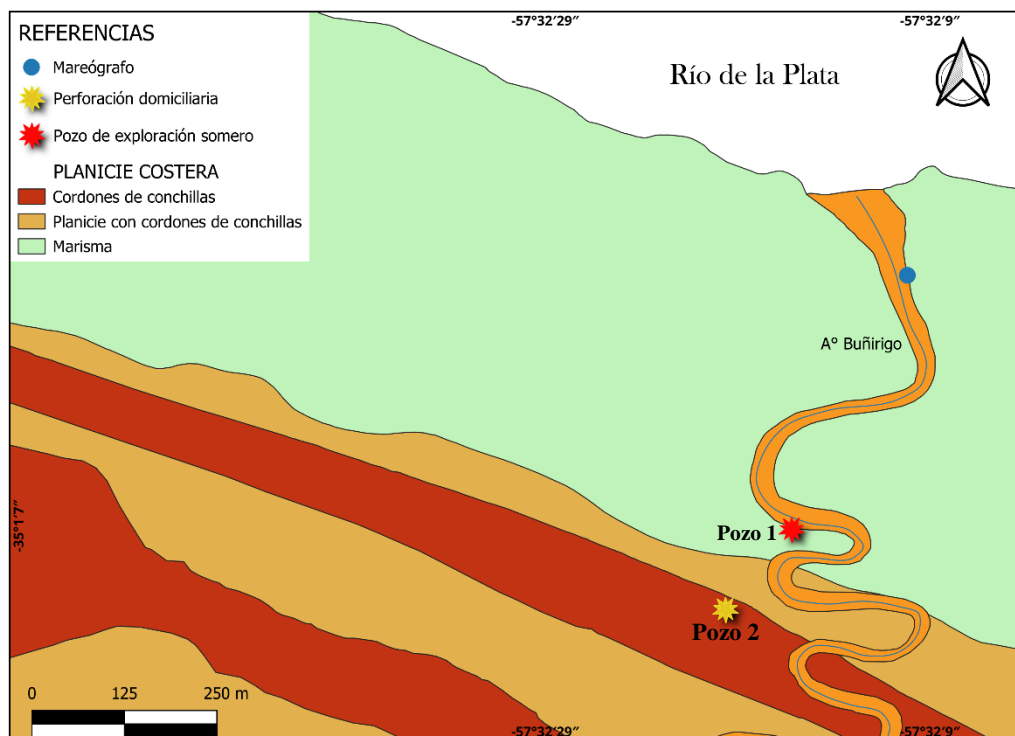 -57°32′29″
-57°32′9″
REFERENCIAS
Mareógrafo
Perforación domiciliaria
Pozo de exploración somero
PLANICIE COSTERA
Cordones de conchillas
Planicie con cordones de conchillas
Marisma
Río de la Plata
A° Buñirigo
-35°1′7″
Pozo 1
Pozo 2
0 125 250 m
-57°32′29″
-57°32′9″